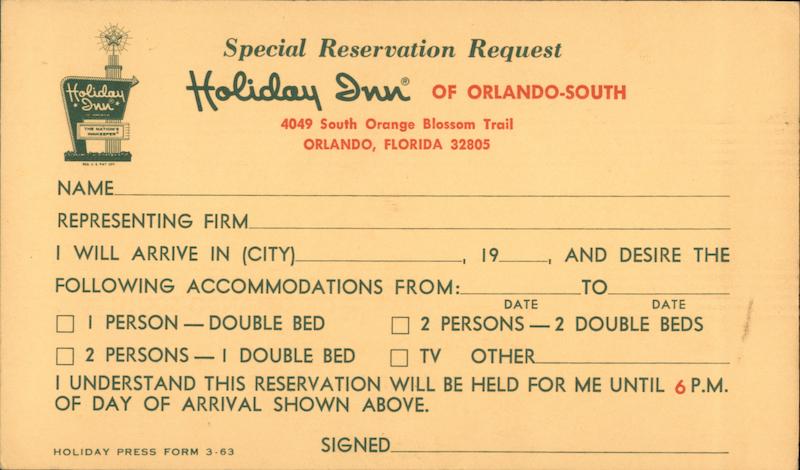 Special Reservation Request
Holiday Inn® OF ORLANDO-SOUTH
4049 South Orange Blossom Trail
ORLANDO, FLORIDA 32805
Holiday
Inn
THE NATION'S
INNKEEPER
REG. U.S. PAT. OFF.
NAME
REPRESENTING FIRM
I WILL ARRIVE IN (CITY) , 19 , AND DESIRE THE
FOLLOWING ACCOMMODATIONS FROM: TO
DATE DATE
☐ 1 PERSON — DOUBLE BED ☐ 2 PERSONS — 2 DOUBLE BEDS
☐ 2 PERSONS — 1 DOUBLE BED ☐ TV OTHER
I UNDERSTAND THIS RESERVATION WILL BE HELD FOR ME UNTIL 6 P.M.
OF DAY OF ARRIVAL SHOWN ABOVE.
HOLIDAY PRESS FORM 3-63 SIGNED